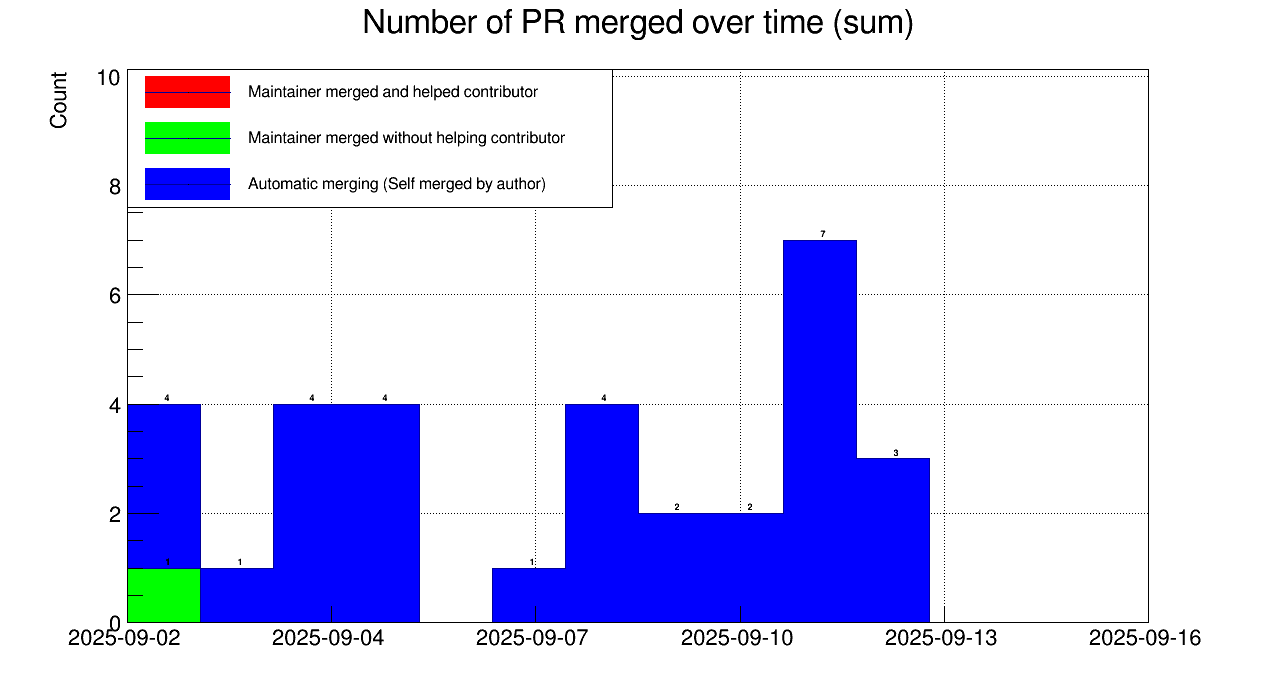 Number of PR merged over time (sum)
Count
10
Maintainer merged and helped contributor
Maintainer merged without helping contributor
8
Automatic merging (Self merged by author)
7
6
4
4 4 4 4
3
2
2 2
1 1 1
0
2025-09-02 2025-09-04 2025-09-07 2025-09-10 2025-09-13 2025-09-16